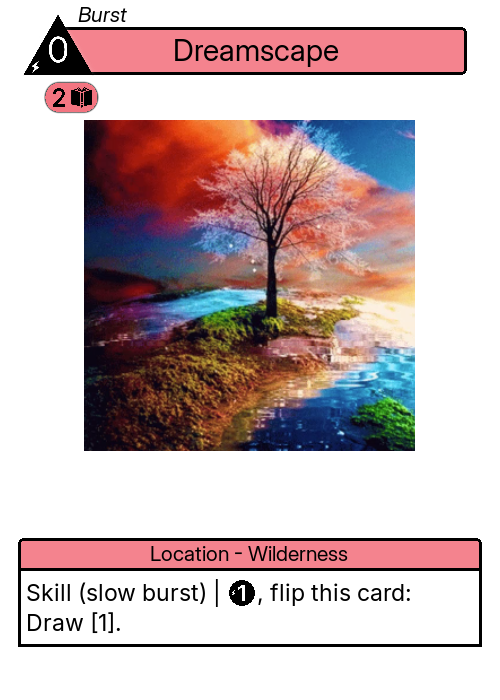 Burst
0
Dreamscape
2
Location - Wilderness
Skill (slow burst) | 1, flip this card:
Draw [1].